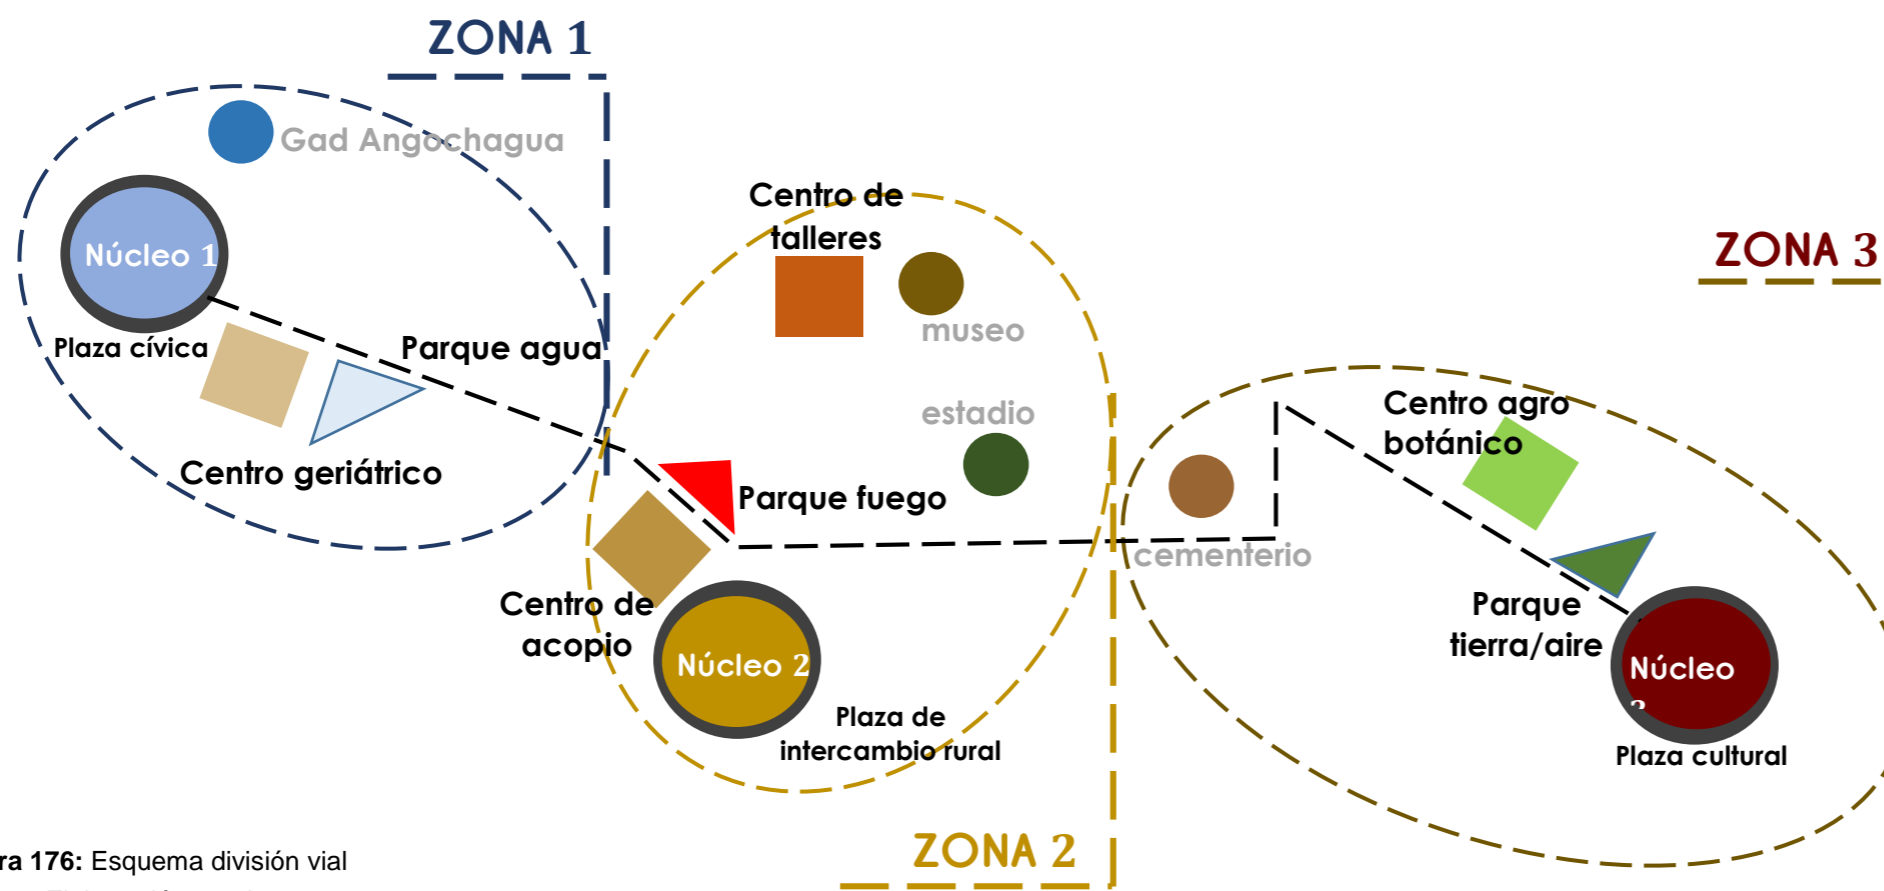 ZONA 1
Gad Angochagua
Núcleo 1
Plaza cívica
Parque agua
Centro geriátrico
Centro de
talleres
museo
estadio
Parque fuego
Centro de
acopio
Núcleo 2
Plaza de
intercambio rural
ZONA 2
ZONA 3
Centro agro
botánico
cementerio
Parque
tierra/aire
Núcleo
Plaza cultural
ra 176: Esquema división vial